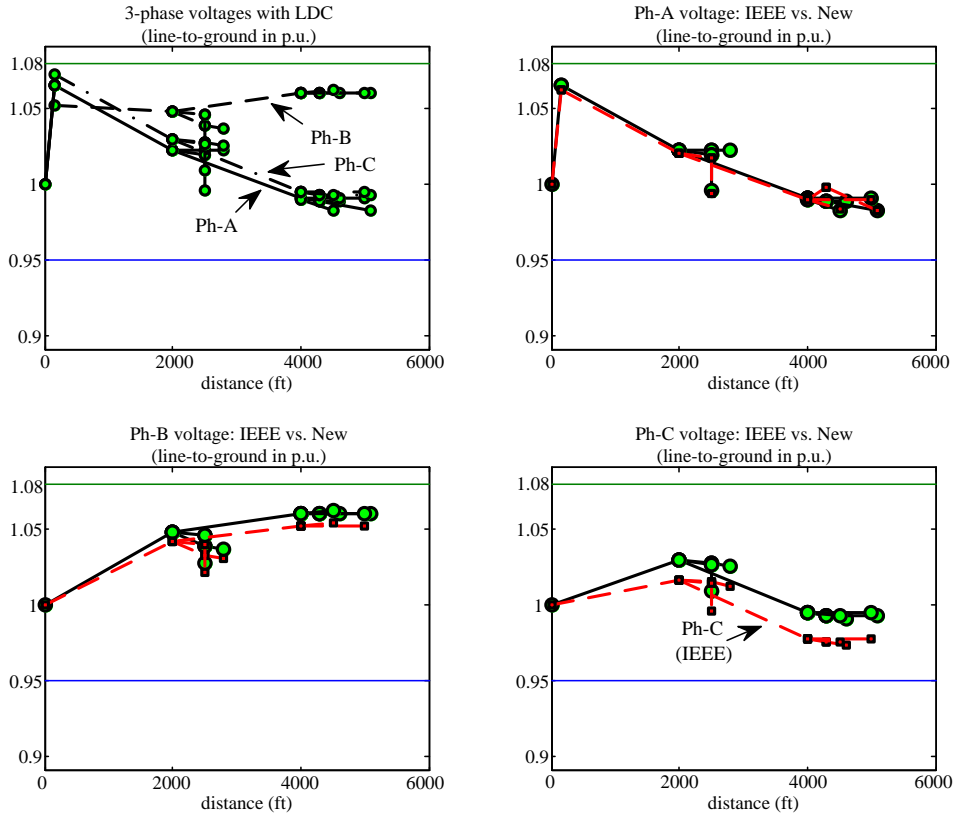 3-phase voltages with LDC
(line-to-ground in p.u.)
1.08
1.05
1
0.95
0.9
0
2000
4000
6000
distance (ft)
Ph-B
Ph-C
Ph-A
Ph-A voltage: IEEE vs. New
(line-to-ground in p.u.)
1.08
1.05
1
0.95
0.9
0
2000
4000
6000
distance (ft)
Ph-B voltage: IEEE vs. New
(line-to-ground in p.u.)
1.08
1.05
1
0.95
0.9
0
2000
4000
6000
distance (ft)
Ph-C voltage: IEEE vs. New
(line-to-ground in p.u.)
1.08
1.05
1
0.95
0.9
0
2000
4000
6000
distance (ft)
Ph-C
(IEEE)